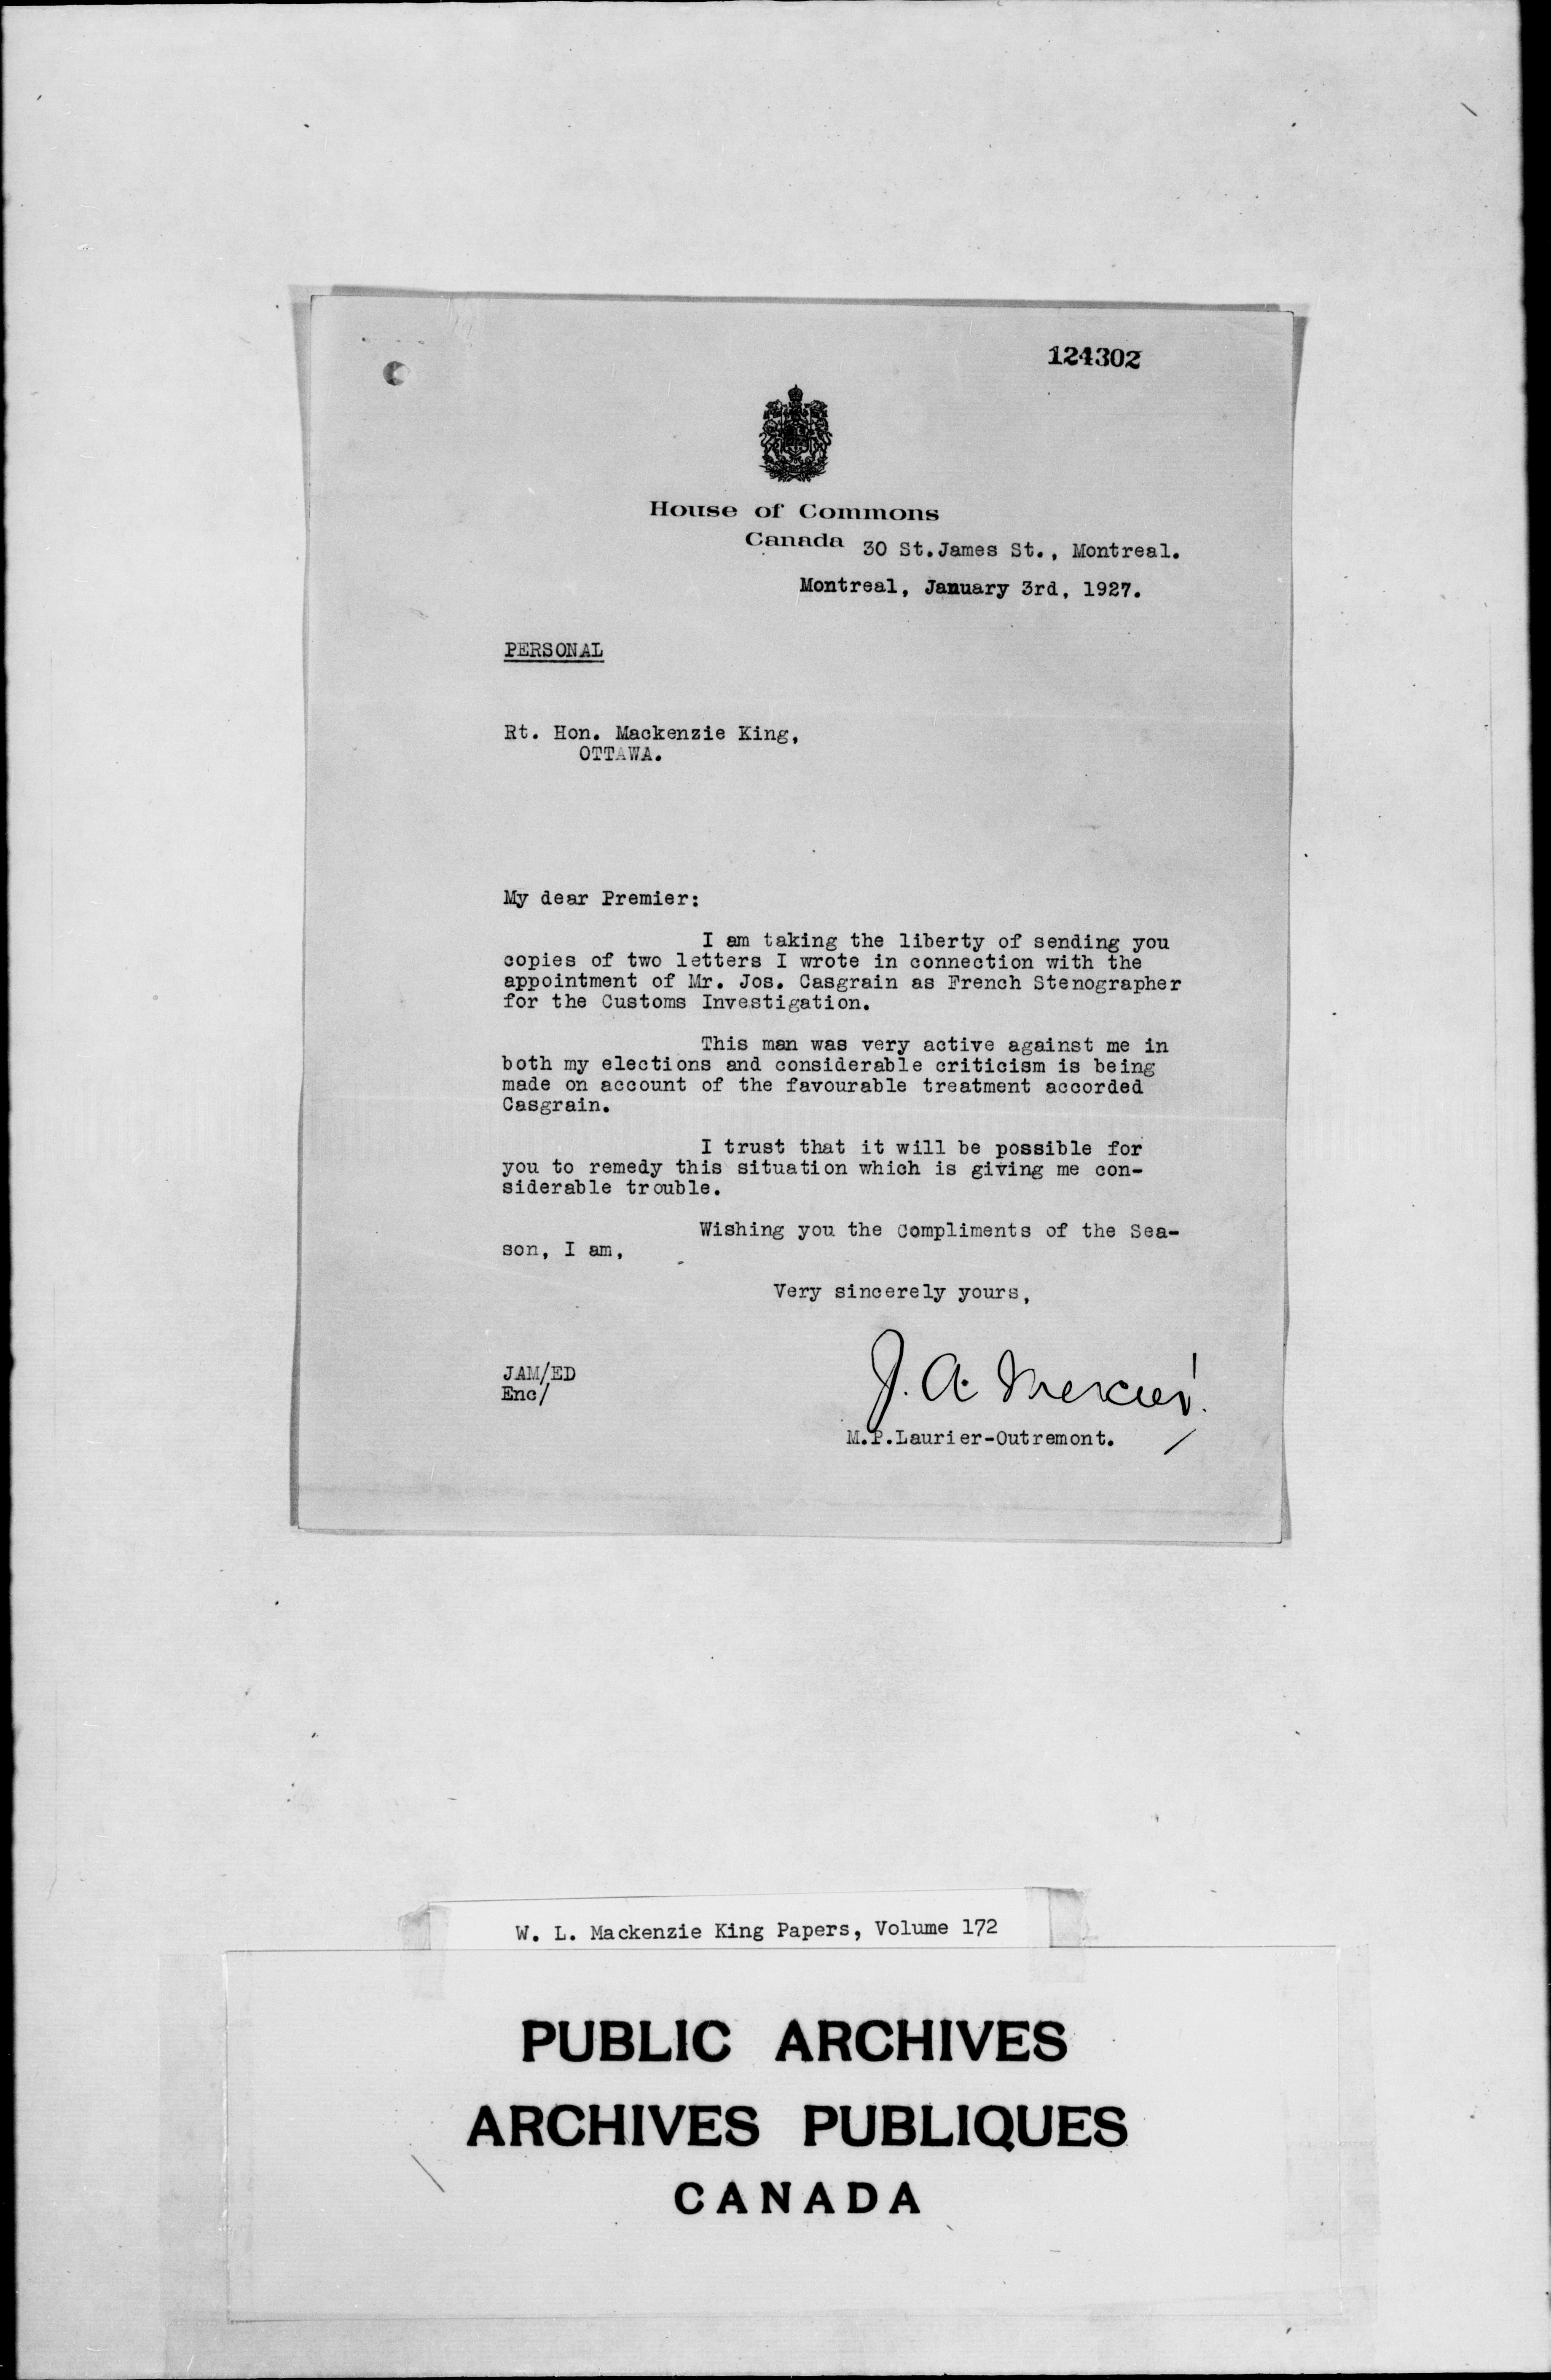 124302
House of Commons
Canada 30 St.James St., Montreal.
Montreal, January 3rd, 1927.
PERSONAL
Rt. Hon. Mackenzie King,
OTTAWA.
My dear Premier:
I am taking the liberty of sending you
copies of two letters I wrote in connection with the
appointment of Mr. Jos. Casgrain as French Stenographer
for the Customs Investigation.
This man was very active against me in
both my elections and considerable criticism is being
made on account of the favourable treatment accorded
Casgrain.
I trust that it will be possible for
you to remedy this situation which is giving me con-
siderable trouble.
Wishing you the Compliments of the Sea-
son, I am,
Very sincerely yours,
J. A. Mercier.
JAM/ED
Enc/
M.P.Laurier-Outremont.
W. L. Mackenzie King Papers, Volume 172
PUBLIC ARCHIVES
ARCHIVES PUBLIQUES
CANADA